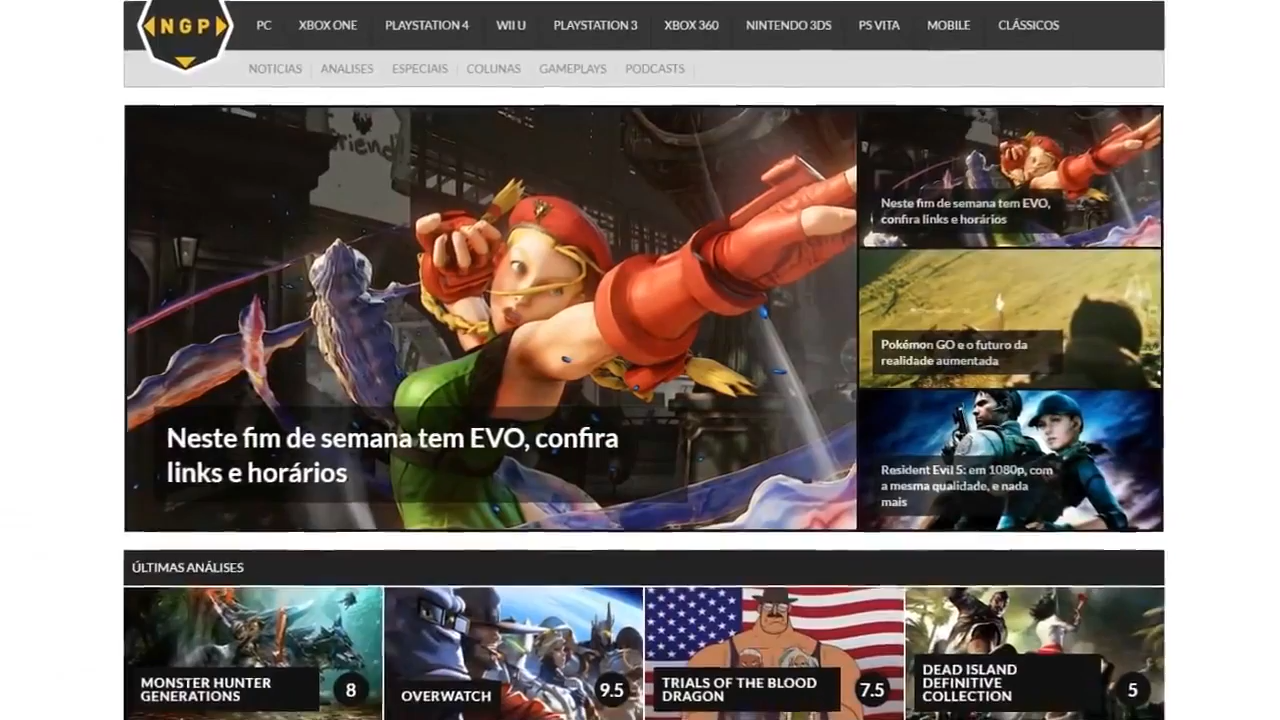 NGP
PC
XBOX ONE
PLAYSTATION 4
WII U
PLAYSTATION 3
XBOX 360
NINTENDO 3DS
PS VITA
MOBILE
CLÁSSICOS
NOTICIAS
ANALISES
ESPECIAIS
COLUNAS
GAMEPLAYS
PODCASTS
Neste fim de semana tem EVO, confira
links e horários
Neste fim de semana tem EVO,
confira links e horários
Pokémon GO e o futuro da
realidade aumentada
Resident Evil 5: em 1080p, com
a mesma qualidade, e nada
mais
ÚLTIMAS ANÁLISES
MONSTER HUNTER
GENERATIONS
8
OVERWATCH
9.5
TRIALS OF THE BLOOD
DRAGON
7.5
DEAD ISLAND
DEFINITIVE
COLLECTION
5